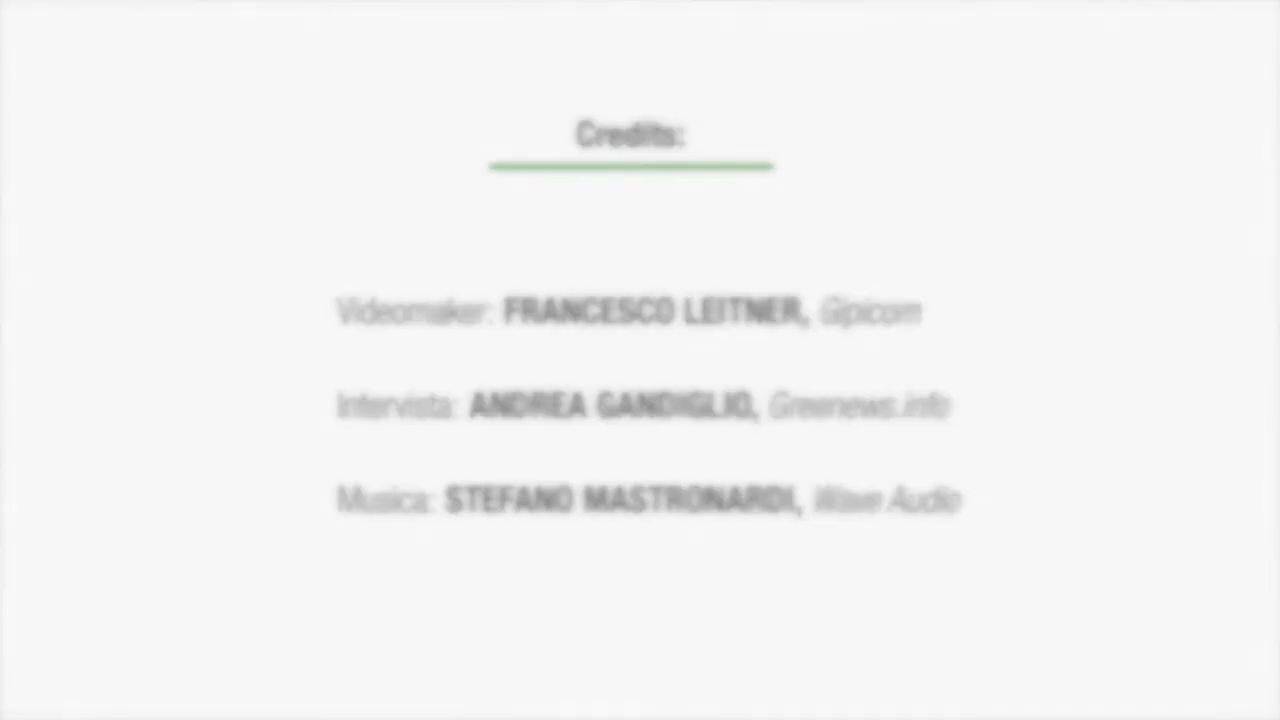 Credits:
Videomaker: FRANCESCO LEITNER, Gipicom
Intervista: ANDREA GANDIGLIO, Greenews.info
Musica: STEFANO MASTRONARDI, Wave Audio